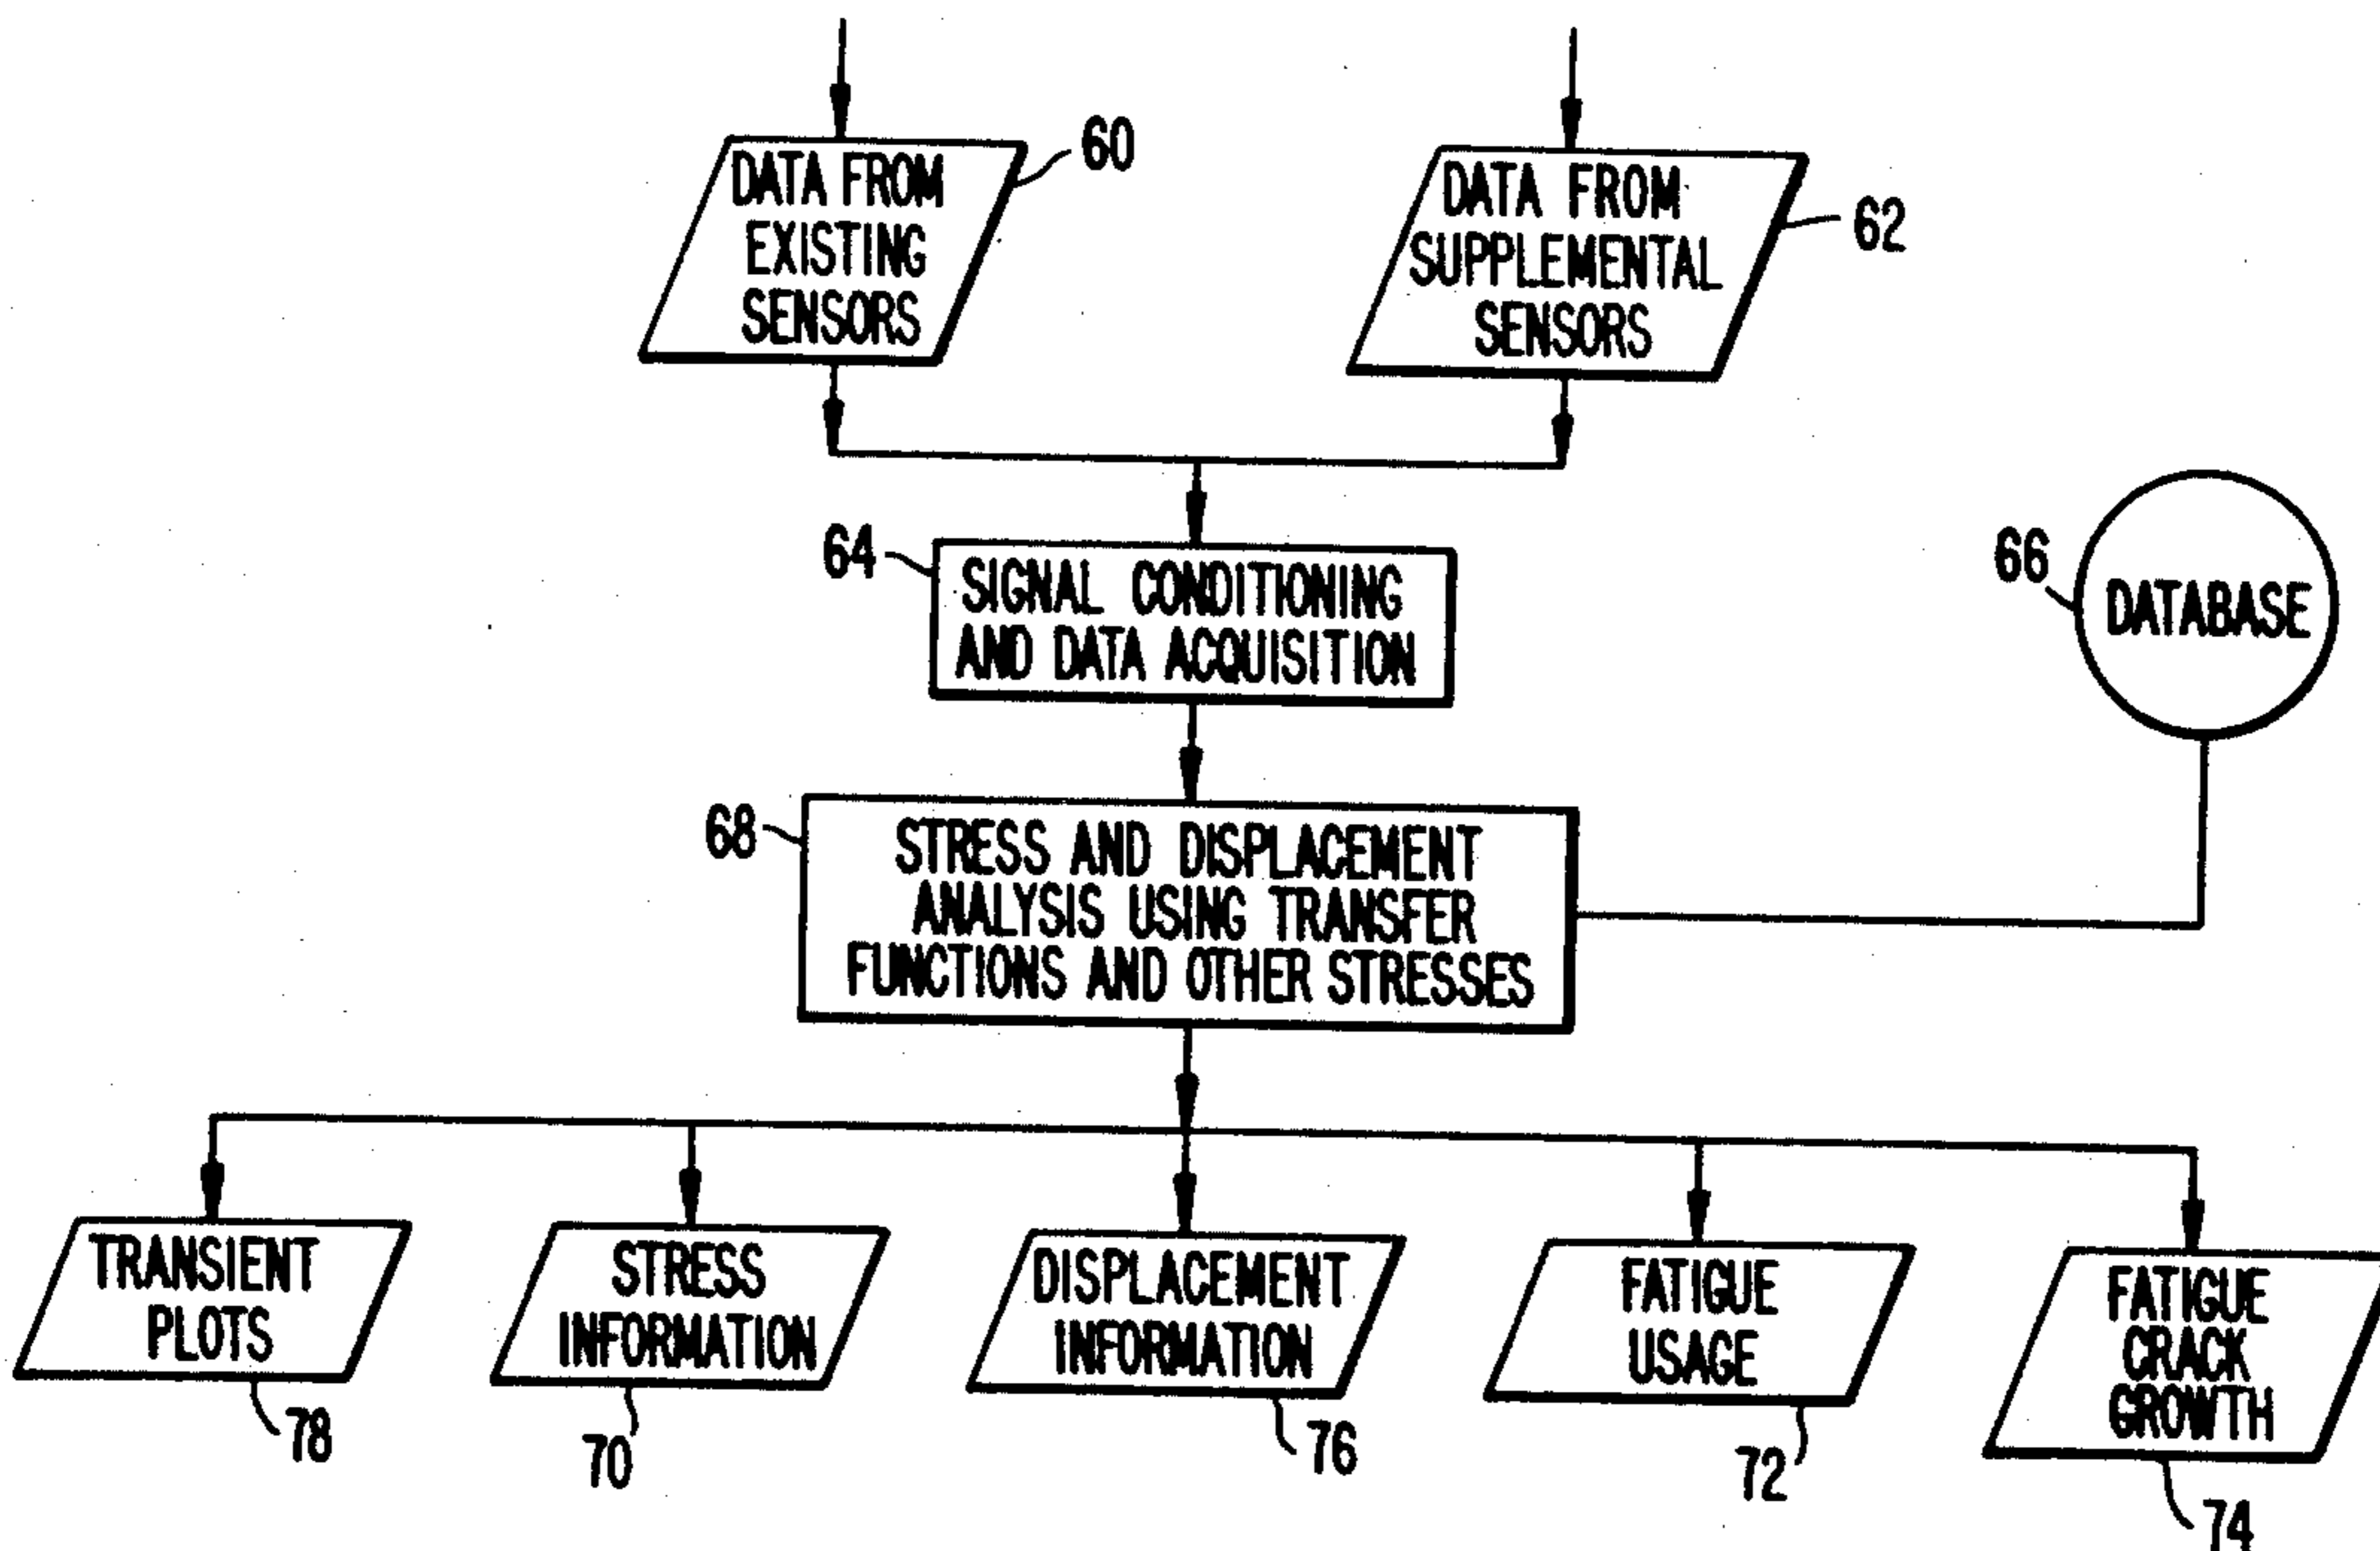 DATA FROM
EXISTING
SENSORS
60
DATA FROM
SUPPLEMENTAL
SENSORS
62
64
SIGNAL CONDITIONING
AND DATA ACQUISITION
66
DATABASE
68
STRESS AND DISPLACEMENT
ANALYSIS USING TRANSFER
FUNCTIONS AND OTHER STRESSES
TRANSIENT
PLOTS
78
STRESS
INFORMATION
70
DISPLACEMENT
INFORMATION
76
FATIGUE
USAGE
72
FATIGUE
CRACK
GROWTH
74